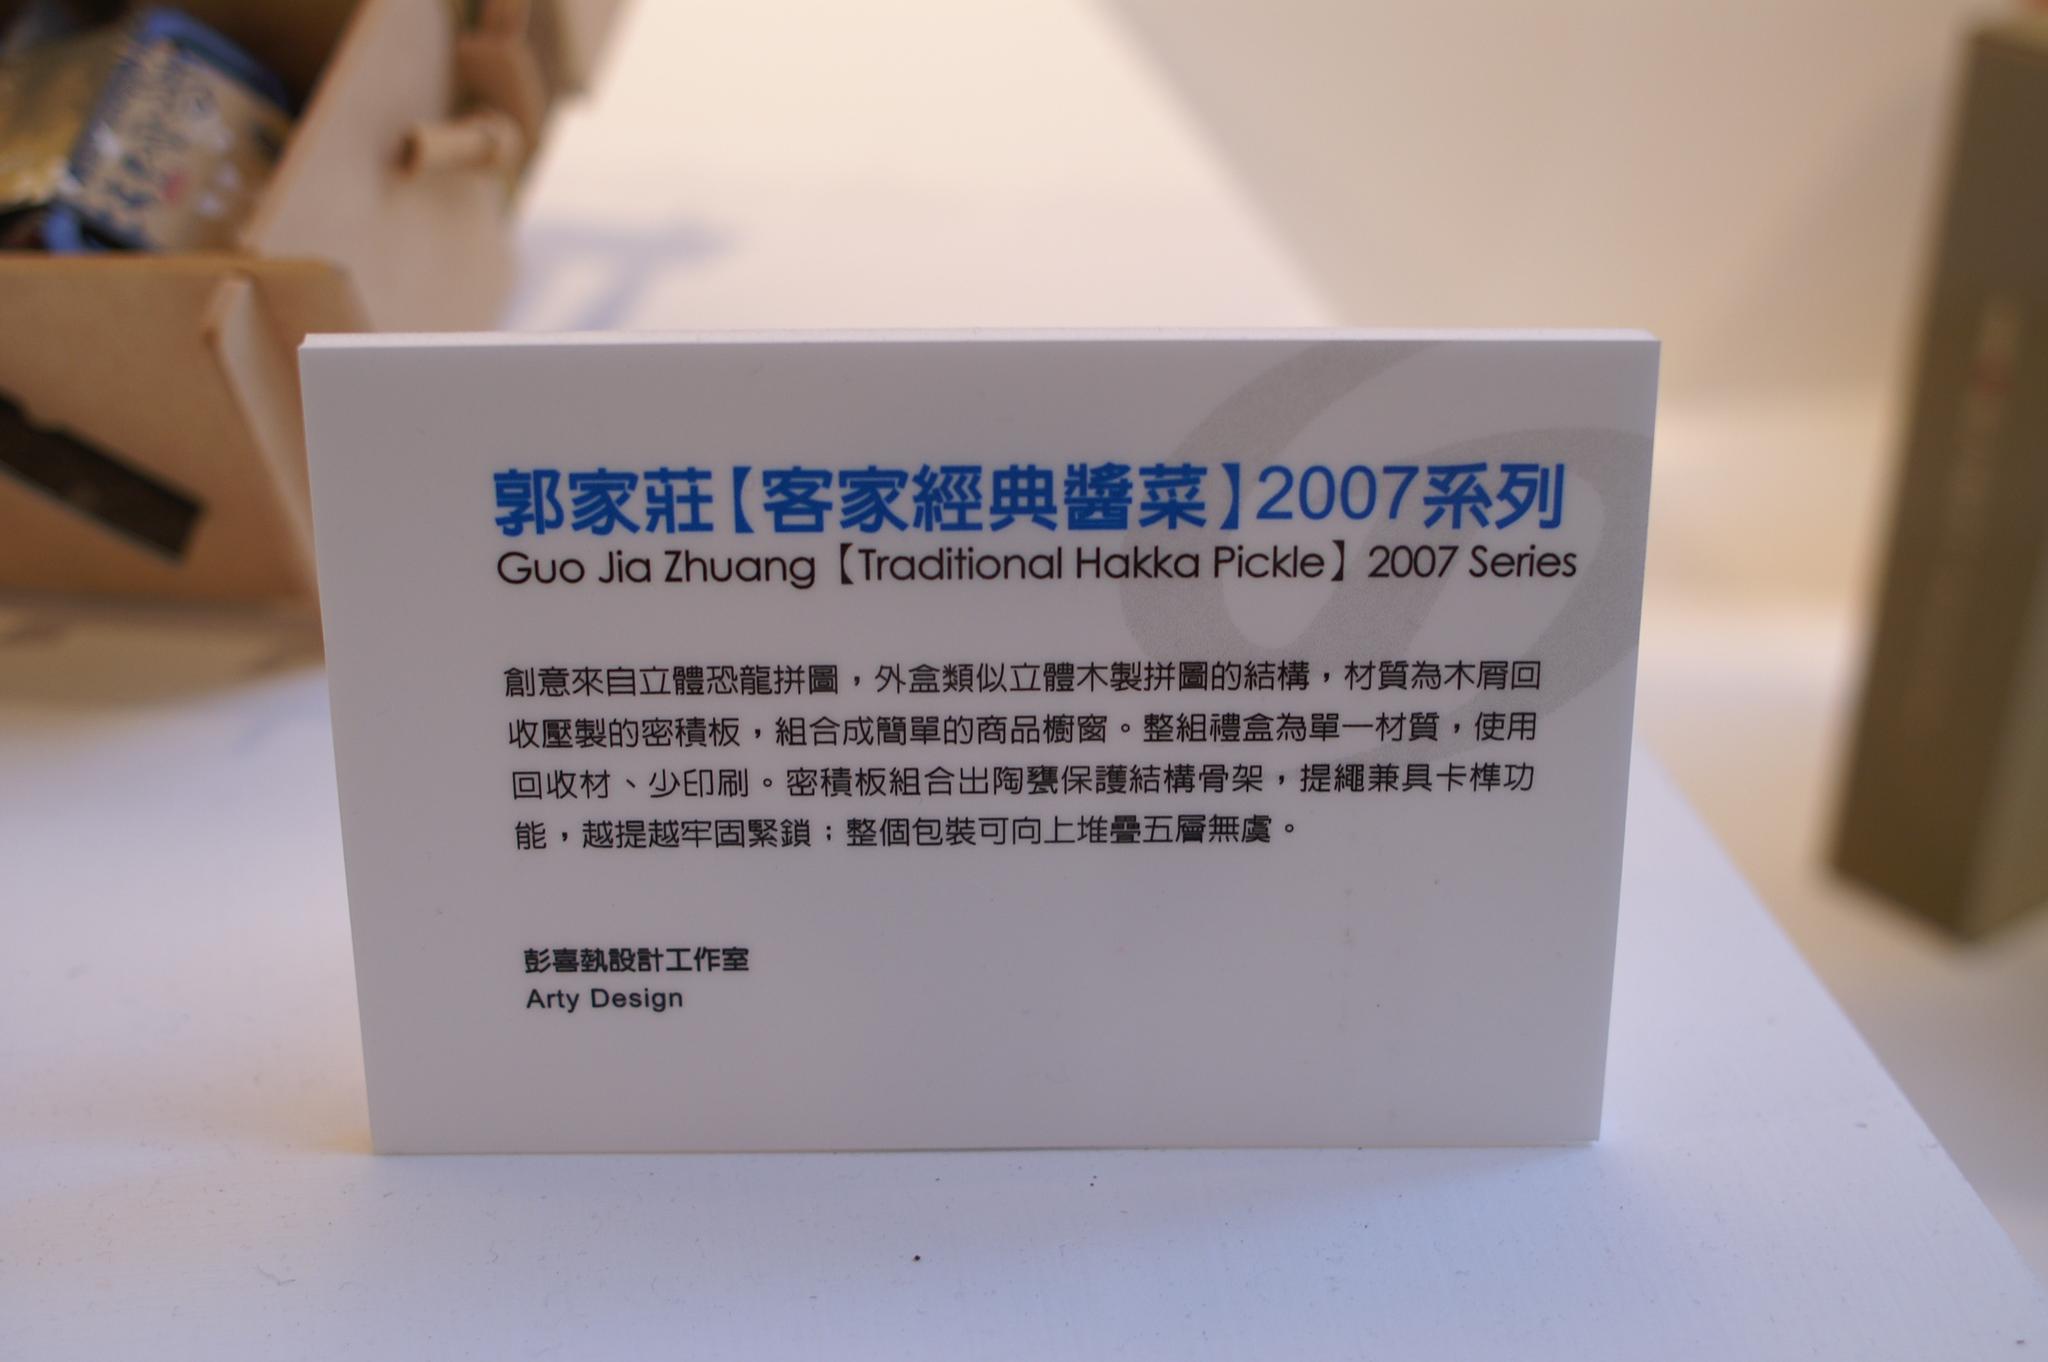 郭家莊【客家經典醬菜】2007系列
Guo Jia Zhuang【Traditional Hakka Pickle】2007 Series
創意來自立體恐龍拼圖，外盒類似立體木製拼圖的結構，材質為木屑回
收壓製的密積板，組合成簡單的商品櫥窗。整組禮盒為單一材質，使用
回收材、少印刷。密積板組合出陶甕保護結構骨架，提繩兼具卡榫功
能，越提越牢固緊鎖；整個包裝可向上堆疊五層無虞。
彭喜埶設計工作室
Arty Design